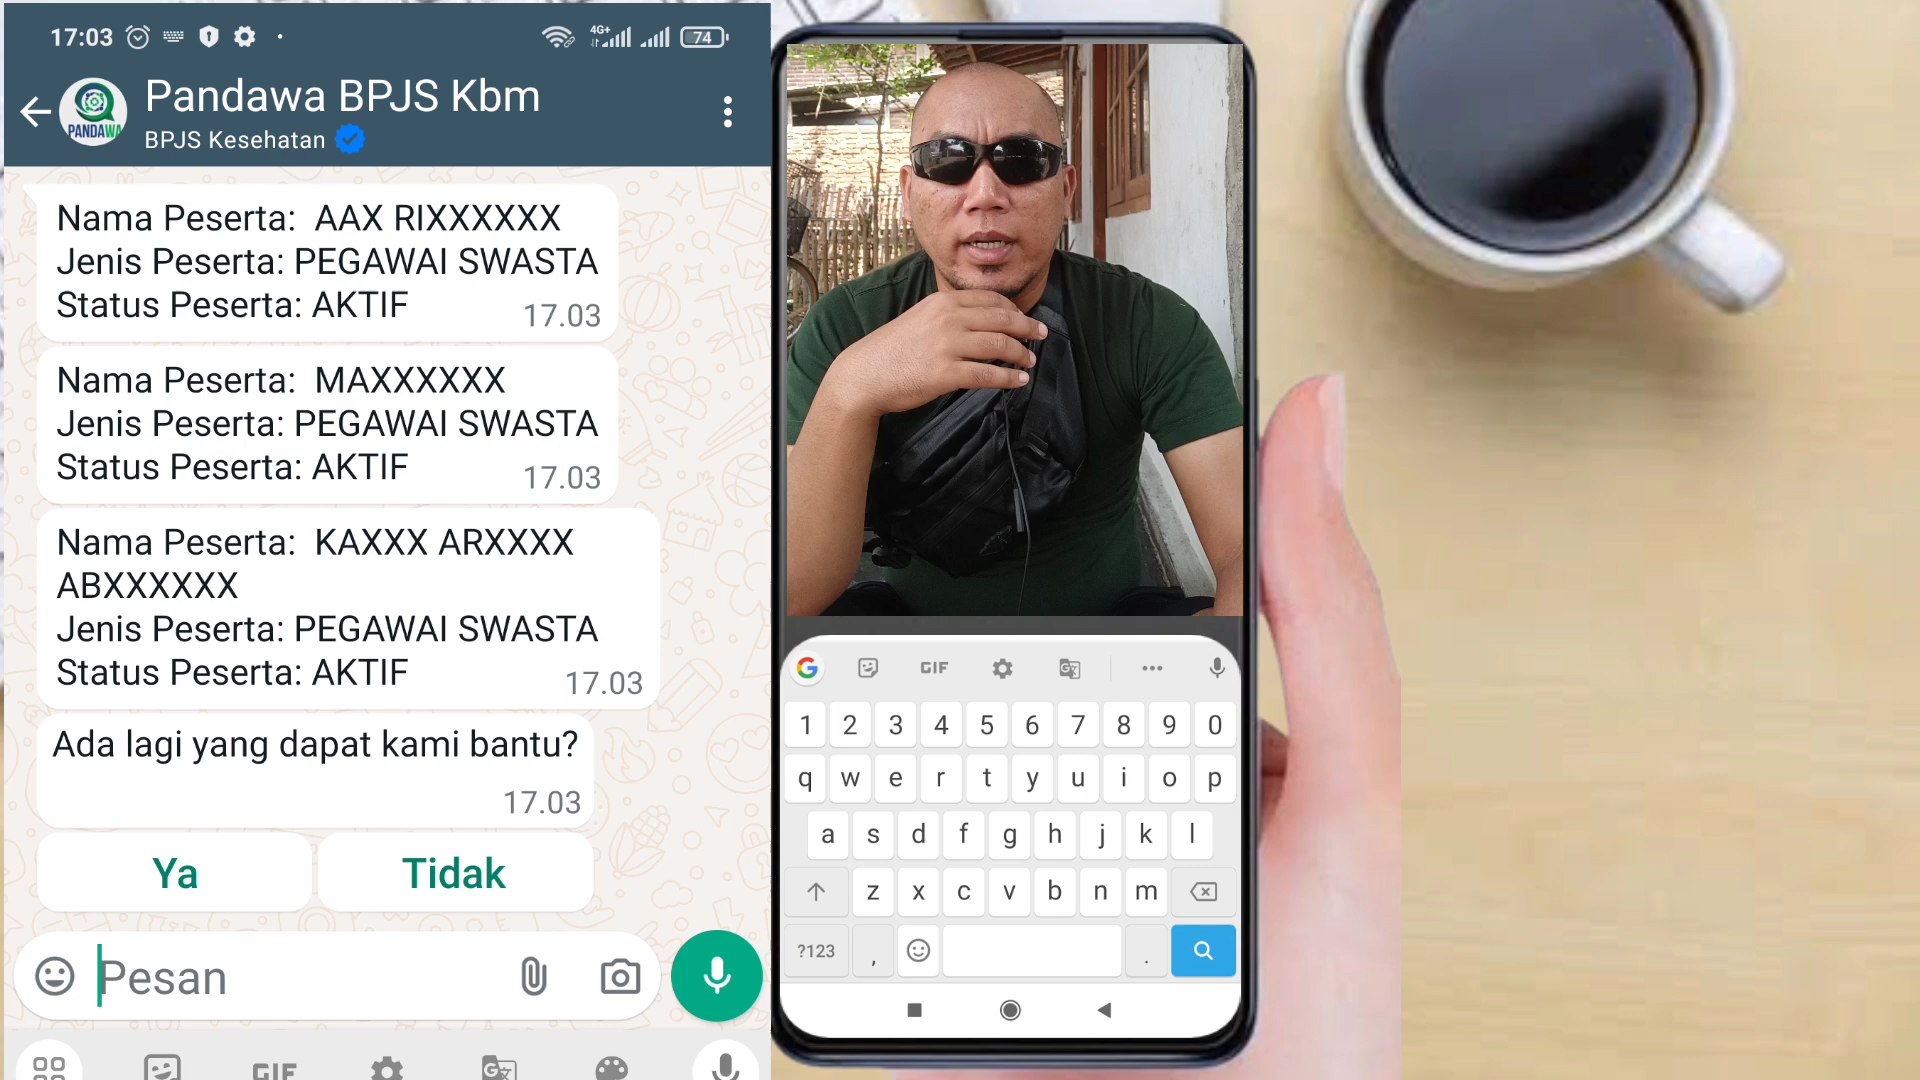 17:03
4G+
74
Pandawa BPJS Kbm
BPJS Kesehatan
PANDAWA
Nama Peserta: AAX RIXXXXXX
Jenis Peserta: PEGAWAI SWASTA
Status Peserta: AKTIF
17.03
Nama Peserta: MAXXXXXX
Jenis Peserta: PEGAWAI SWASTA
Status Peserta: AKTIF
17.03
Nama Peserta: KAXXX ARXXXX
ABXXXXXX
Jenis Peserta: PEGAWAI SWASTA
Status Peserta: AKTIF
17.03
Ada lagi yang dapat kami bantu?
17.03
Ya Tidak
Pesan
GIF
G GIF
1 2 3 4 5 6 7 8 9 0
q w e r t y u i o p
a s d f g h j k l
z x c v b n m
?123 , .